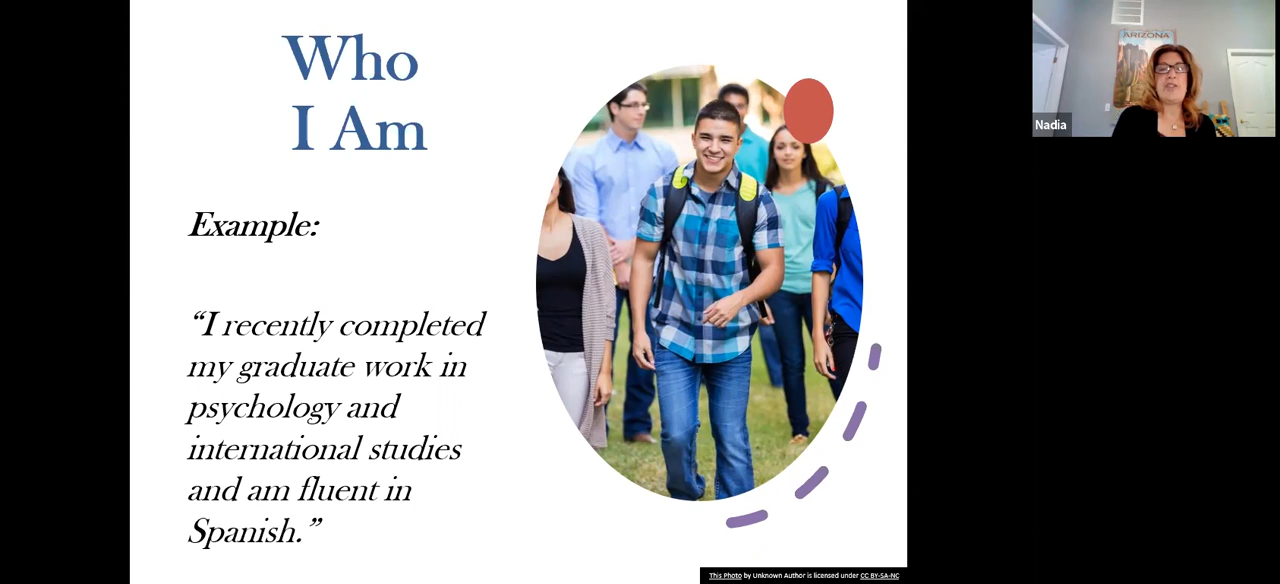 Who
I Am
Example:
“I recently completed
my graduate work in
psychology and
international studies
and am fluent in
Spanish.”
This Photo by Unknown Author is licensed under CC BY-SA-NC
ARIZONA
Nadia